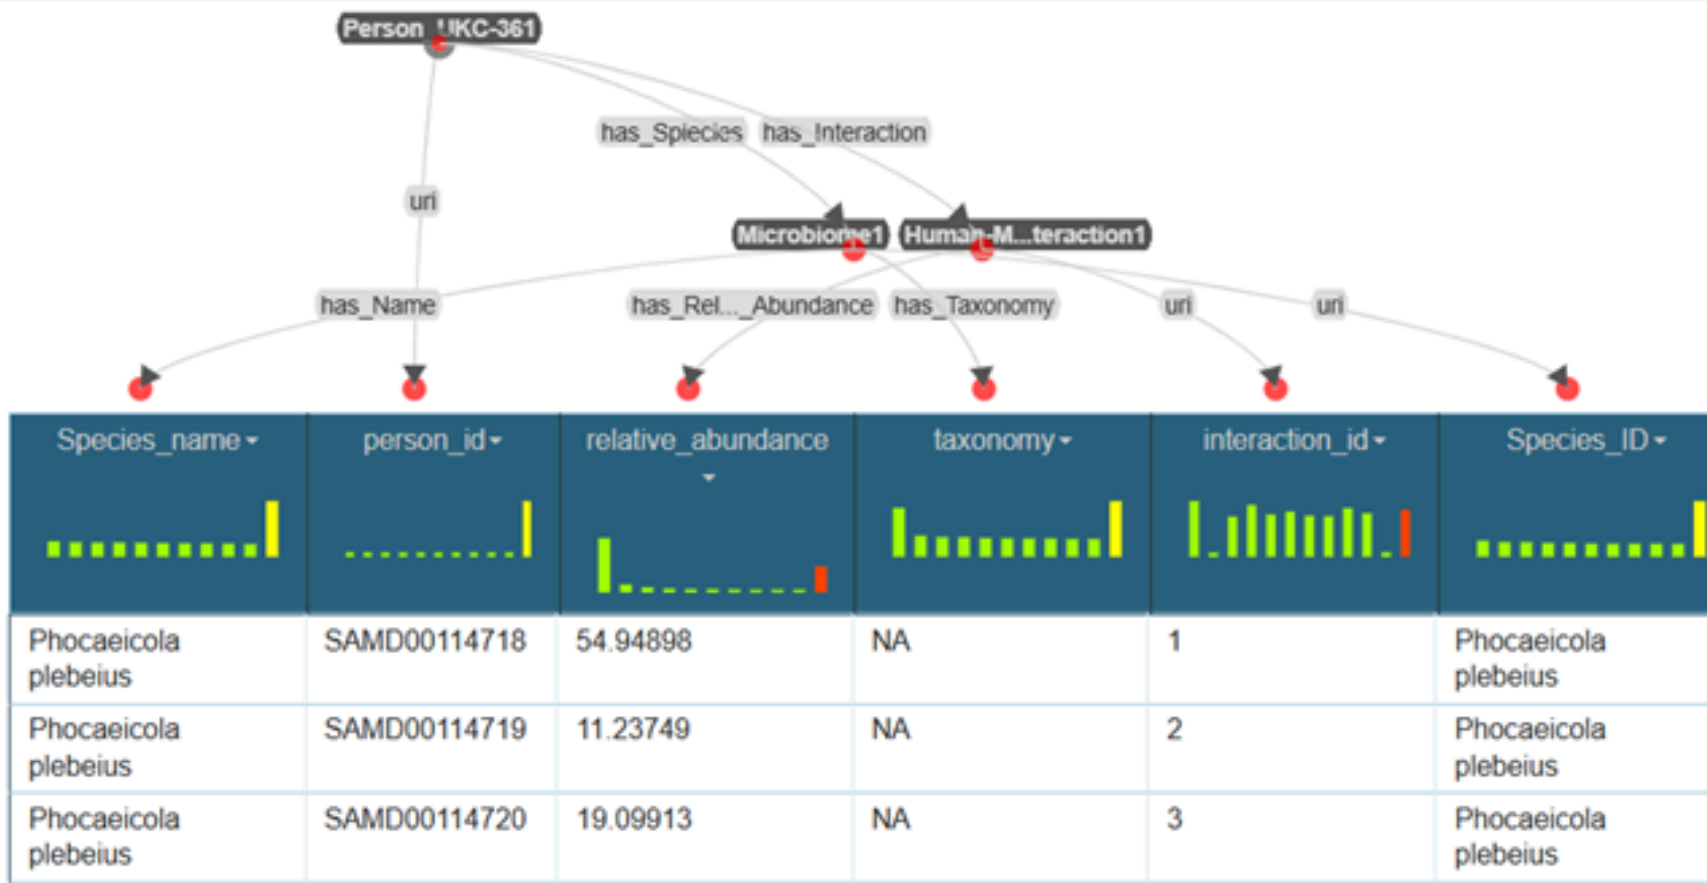 Person_UKC-361
has_Spiecies has_Interaction
uri
Microbiome1 Human-M...teraction1
has_Name has_Rel..._Abundance has_Taxonomy uri uri
Species_name person_id relative_abundance taxonomy interaction_id Species_ID
Phocaeicola SAMD00114718 54.94898 NA 1 Phocaeicola
plebeius plebeius
Phocaeicola SAMD00114719 11.23749 NA 2 Phocaeicola
plebeius plebeius
Phocaeicola SAMD00114720 19.09913 NA 3 Phocaeicola
plebeius plebeius